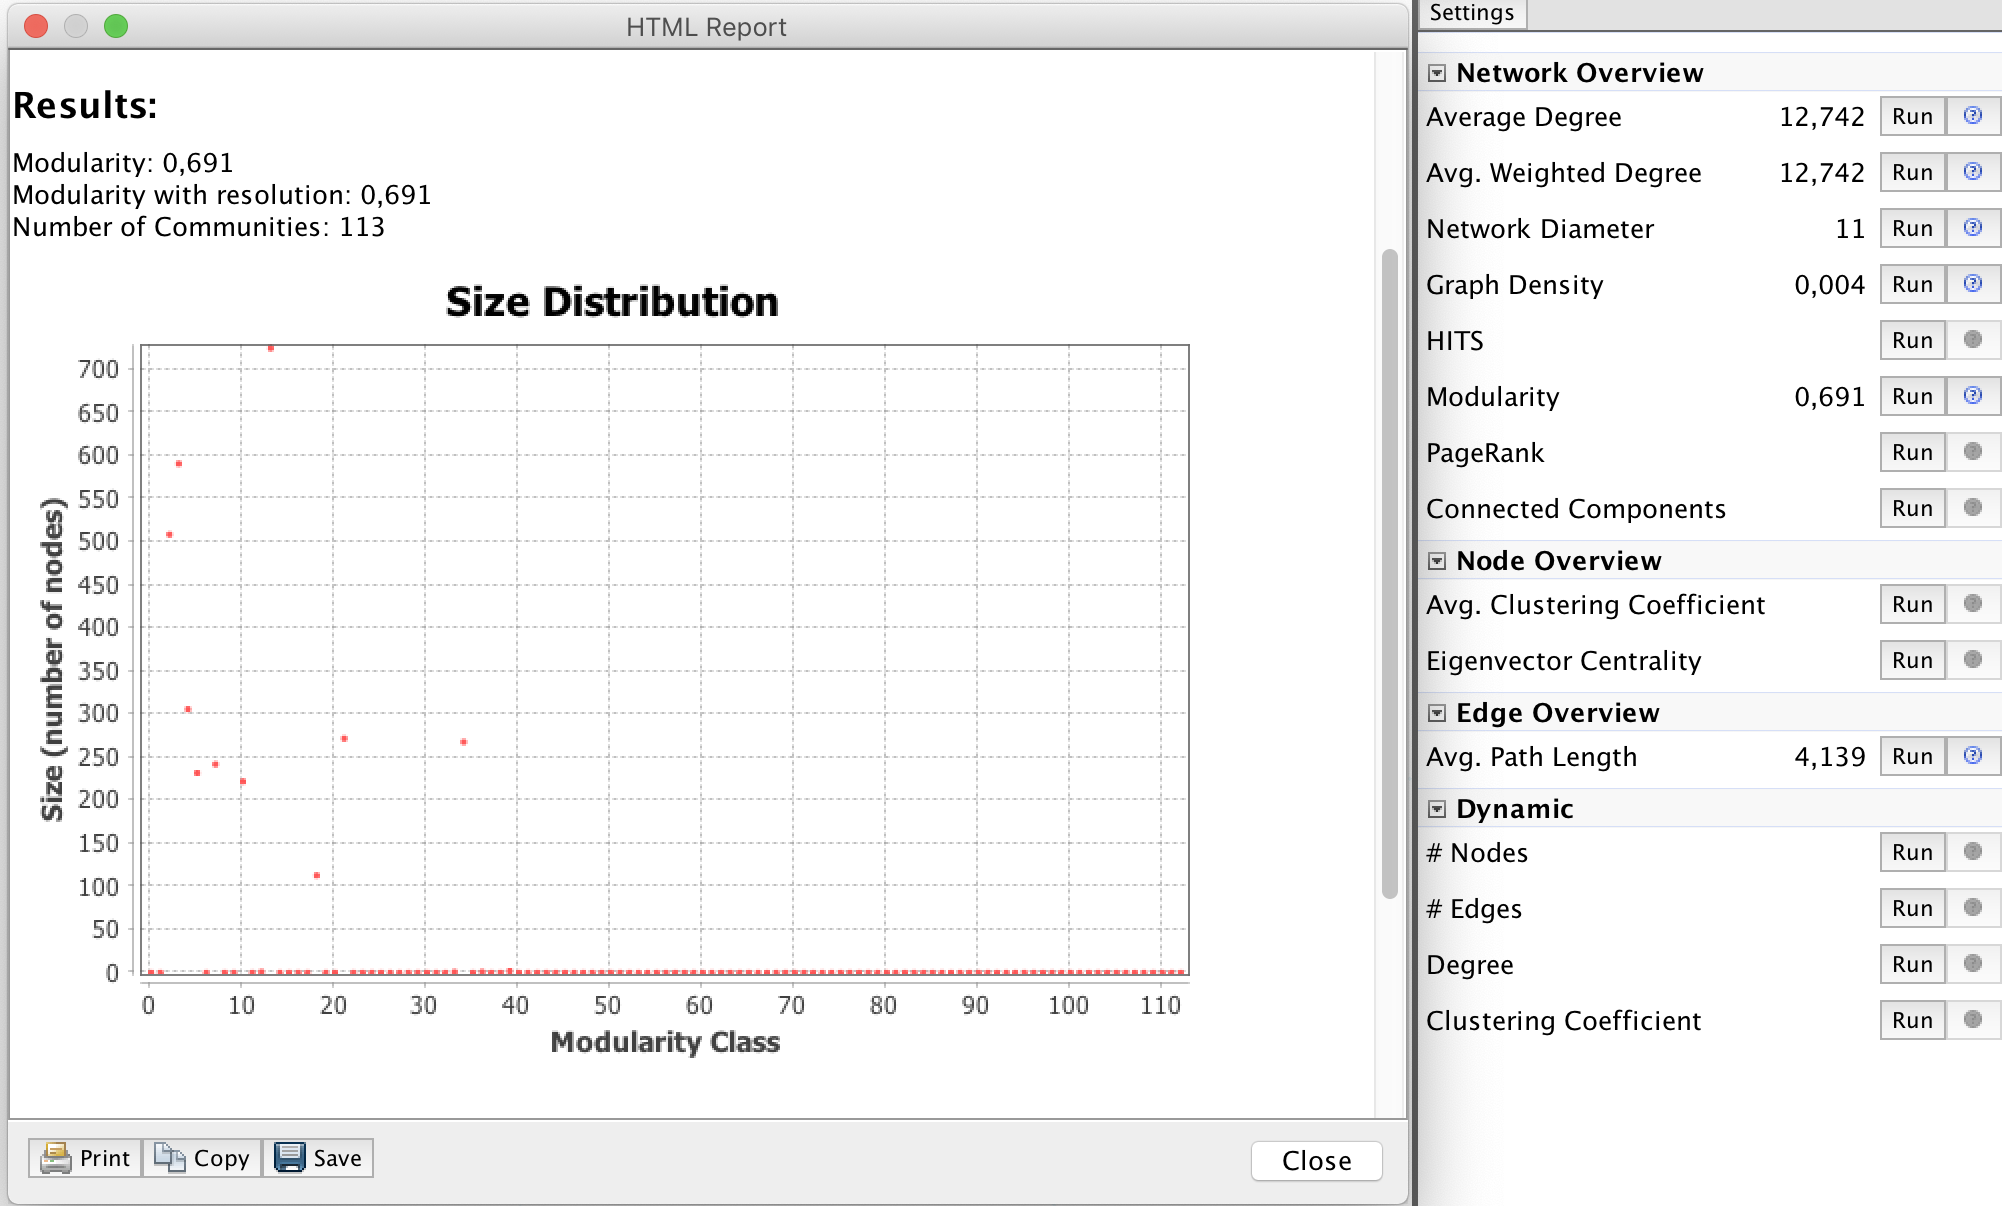 HTML Report
Results:
Modularity: 0,691
Modularity with resolution: 0,691
Number of Communities: 113
Size Distribution
700
650
600
550
500
450
400
350
300
250
200
150
100
50
0
Size (number of nodes)
0 10 20 30 40 50 60 70 80 90 100 110
Modularity Class
Print Copy Save Close
Settings
Network Overview
Average Degree 12,742 Run
Avg. Weighted Degree 12,742 Run
Network Diameter 11 Run
Graph Density 0,004 Run
HITS Run
Modularity 0,691 Run
PageRank Run
Connected Components Run
Node Overview
Avg. Clustering Coefficient Run
Eigenvector Centrality Run
Edge Overview
Avg. Path Length 4,139 Run
Dynamic
# Nodes Run
# Edges Run
Degree Run
Clustering Coefficient Run